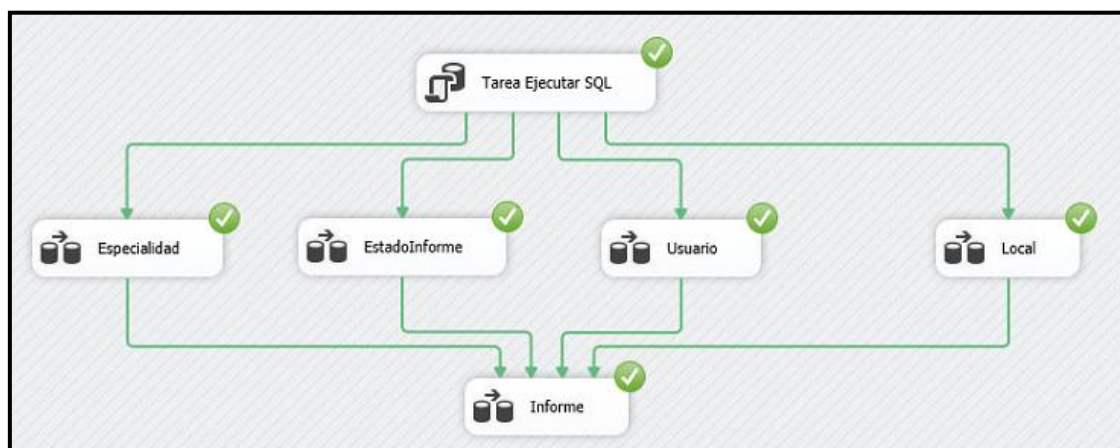 Tarea Ejecutar SQL
Especialidad
EstadoInforme
Usuario
Local
Informe